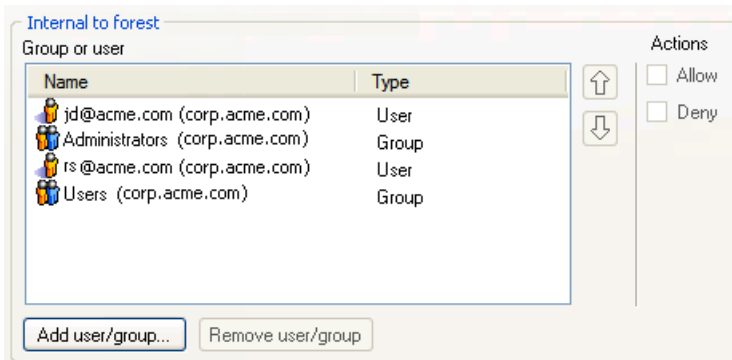 Internal to forest
Group or user
Actions
Name Type
Allow
jd@acme.com (corp.acme.com) User
Deny
Administrators (corp.acme.com) Group
rs @acme.com (corp.acme.com) User
Users (corp.acme.com) Group
Add user/group... Remove user/group